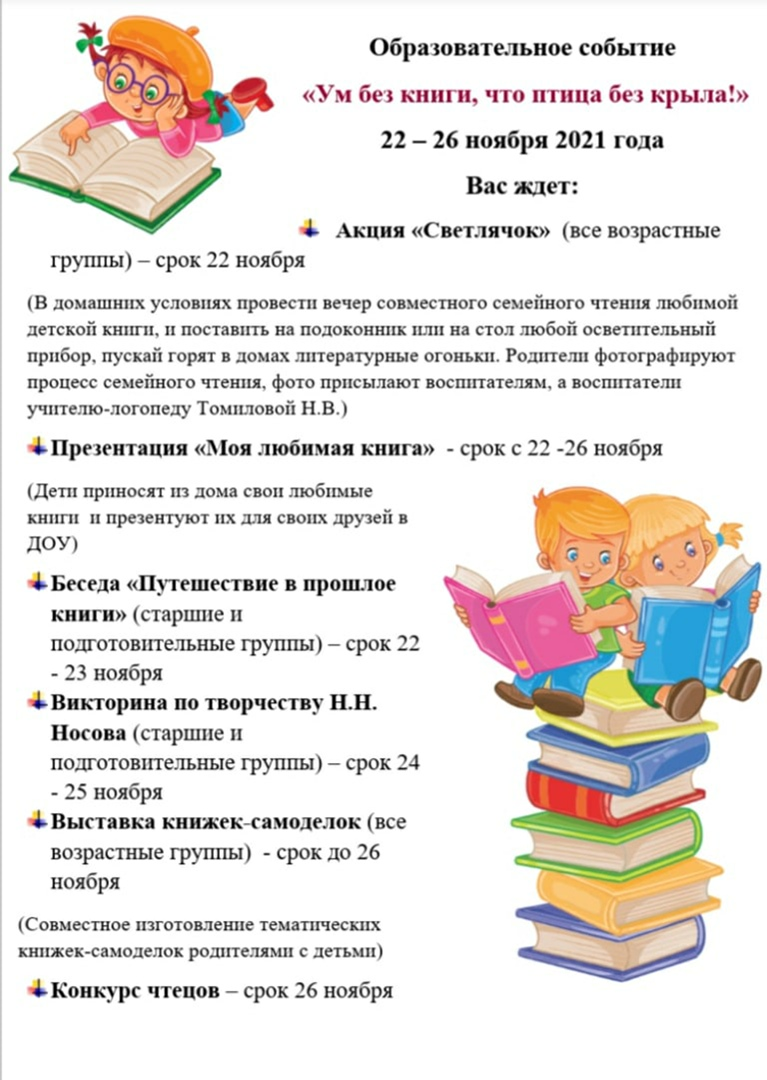 Образовательное событие
«Ум без книги, что птица без крыла!»
22 – 26 ноября 2021 года
Вас ждет:
Акция «Светлячок» (все возрастные
группы) – срок 22 ноября
(В домашних условиях провести вечер совместного семейного чтения любимой
детской книги, и поставить на подоконник или на стол любой осветительный
прибор, пускай горят в домах литературные огоньки. Родители фотографируют
процесс семейного чтения, фото присылают воспитателям, а воспитатели
учителю-логопеду Томиловой Н.В.)
Презентация «Моя любимая книга» - срок с 22 -26 ноября
(Дети приносят из дома свои любимые
книги и презентуют их для своих друзей в
ДОУ)
Беседа «Путешествие в прошлое
книги» (старшие и
подготовительные группы) – срок 22
- 23 ноября
Викторина по творчеству Н.Н.
Носова (старшие и
подготовительные группы) – срок 24
- 25 ноября
Выставка книжек-самоделок (все
возрастные группы) - срок до 26
ноября
(Совместное изготовление тематических
книжек-самоделок родителями с детьми)
Конкурс чтецов – срок 26 ноября